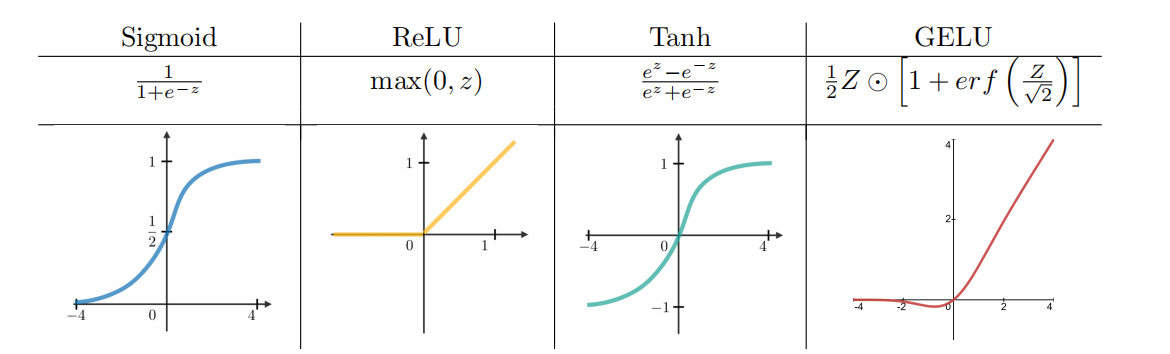 Sigmoid ReLU Tanh GELU
1/(1+e^{-z}) max(0, z) (e^z−e^{-z})/(e^z+e^{-z}) 1/2 Z ⊙ [1 + erf (Z/√2)]
1
1/2
−4 0 4
1
0 1
1
−4 0 4
−1
4
2
-4 -2 0 2 4